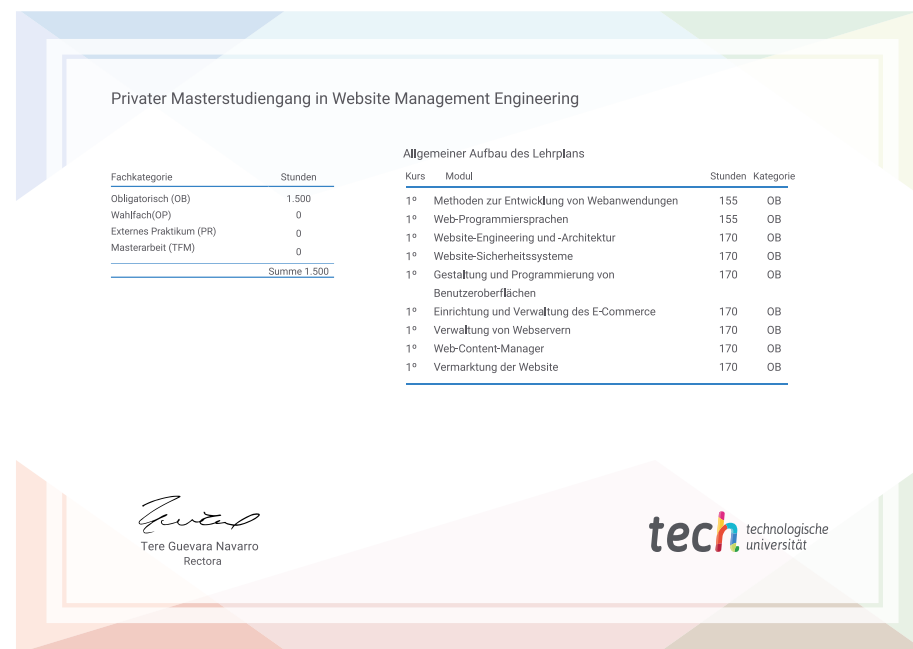 Privater Masterstudiengang in Website Management Engineering
Fachkategorie Stunden
Obligatorisch (OB) 1.500
Wahlfach(OP) 0
Externes Praktikum (PR) 0
Masterarbeit (TFM) 0
Summe 1.500
Allgemeiner Aufbau des Lehrplans
Kurs Modul Stunden Kategorie
1º Methoden zur Entwicklung von Webanwendungen 155 OB
1º Web-Programmiersprachen 155 OB
1º Website-Engineering und -Architektur 170 OB
1º Website-Sicherheitssysteme 170 OB
1º Gestaltung und Programmierung von 170 OB
Benutzeroberflächen
1º Einrichtung und Verwaltung des E-Commerce 170 OB
1º Verwaltung von Webservern 170 OB
1º Web-Content-Manager 170 OB
1º Vermarktung der Website 170 OB
Tere Guevara Navarro
Rectora
tech technologische
universität